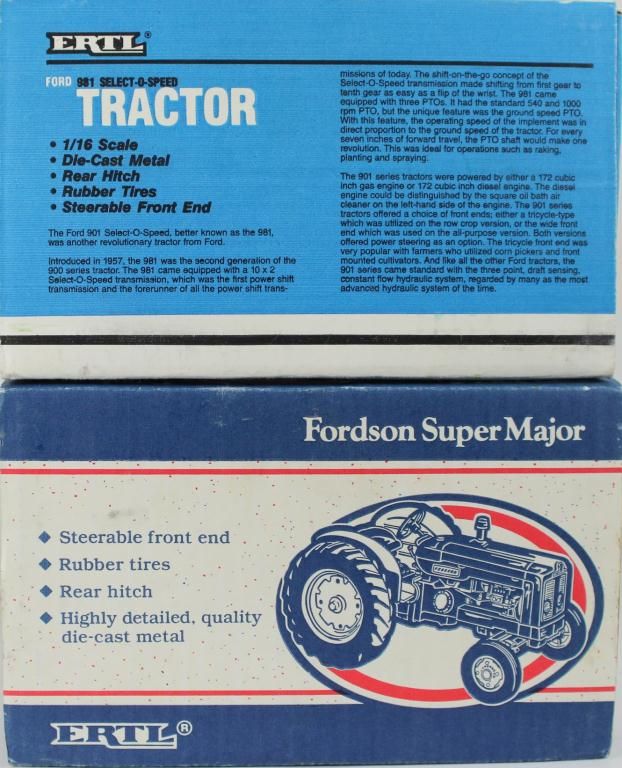 ERTL®
FORD 981 SELECT-O-SPEED
TRACTOR
• 1/16 Scale
• Die-Cast Metal
• Rear Hitch
• Rubber Tires
• Steerable Front End
The Ford 901 Select-O-Speed, better known as the 981,
was another revolutionary tractor from Ford.
Introduced in 1957, the 981 was the second generation of the
900 series tractor. The 981 came equipped with a 10 x 2
Select-O-Speed transmission, which was the first power shift
transmission and the forerunner of all the power shift trans-
missions of today. The shift-on-the-go concept of the
Select-O-Speed transmission made shifting from first gear to
tenth gear as easy as a flip of the wrist. The 981 came
equipped with three PTOs. It had the standard 540 and 1000
rpm PTO, but the unique feature was the ground speed PTO.
With this feature, the operating speed of the implement was in
direct proportion to the ground speed of the tractor. For every
seven inches of forward travel, the PTO shaft would make one
revolution. This was ideal for operations such as raking,
planting and spraying.
The 901 series tractors were powered by either a 172 cubic
inch gas engine or 172 cubic inch diesel engine. The diesel
engine could be distinguished by the square oil bath air
cleaner on the left-hand side of the engine. The 901 series
tractors offered a choice of front ends; either a tricycle-type
which was utilized on the row crop version, or the wide front
end which was used on the all-purpose version. Both versions
offered power steering as an option. The tricycle front end was
very popular with farmers who utilized corn pickers and front
mounted cultivators. And like all the other Ford tractors, the
901 series came standard with the three point, draft sensing,
constant flow hydraulic system, regarded by many as the most
advanced hydraulic system of the time.
Fordson Super Major
◆ Steerable front end
◆ Rubber tires
◆ Rear hitch
◆ Highly detailed, quality
die-cast metal
ERTL®